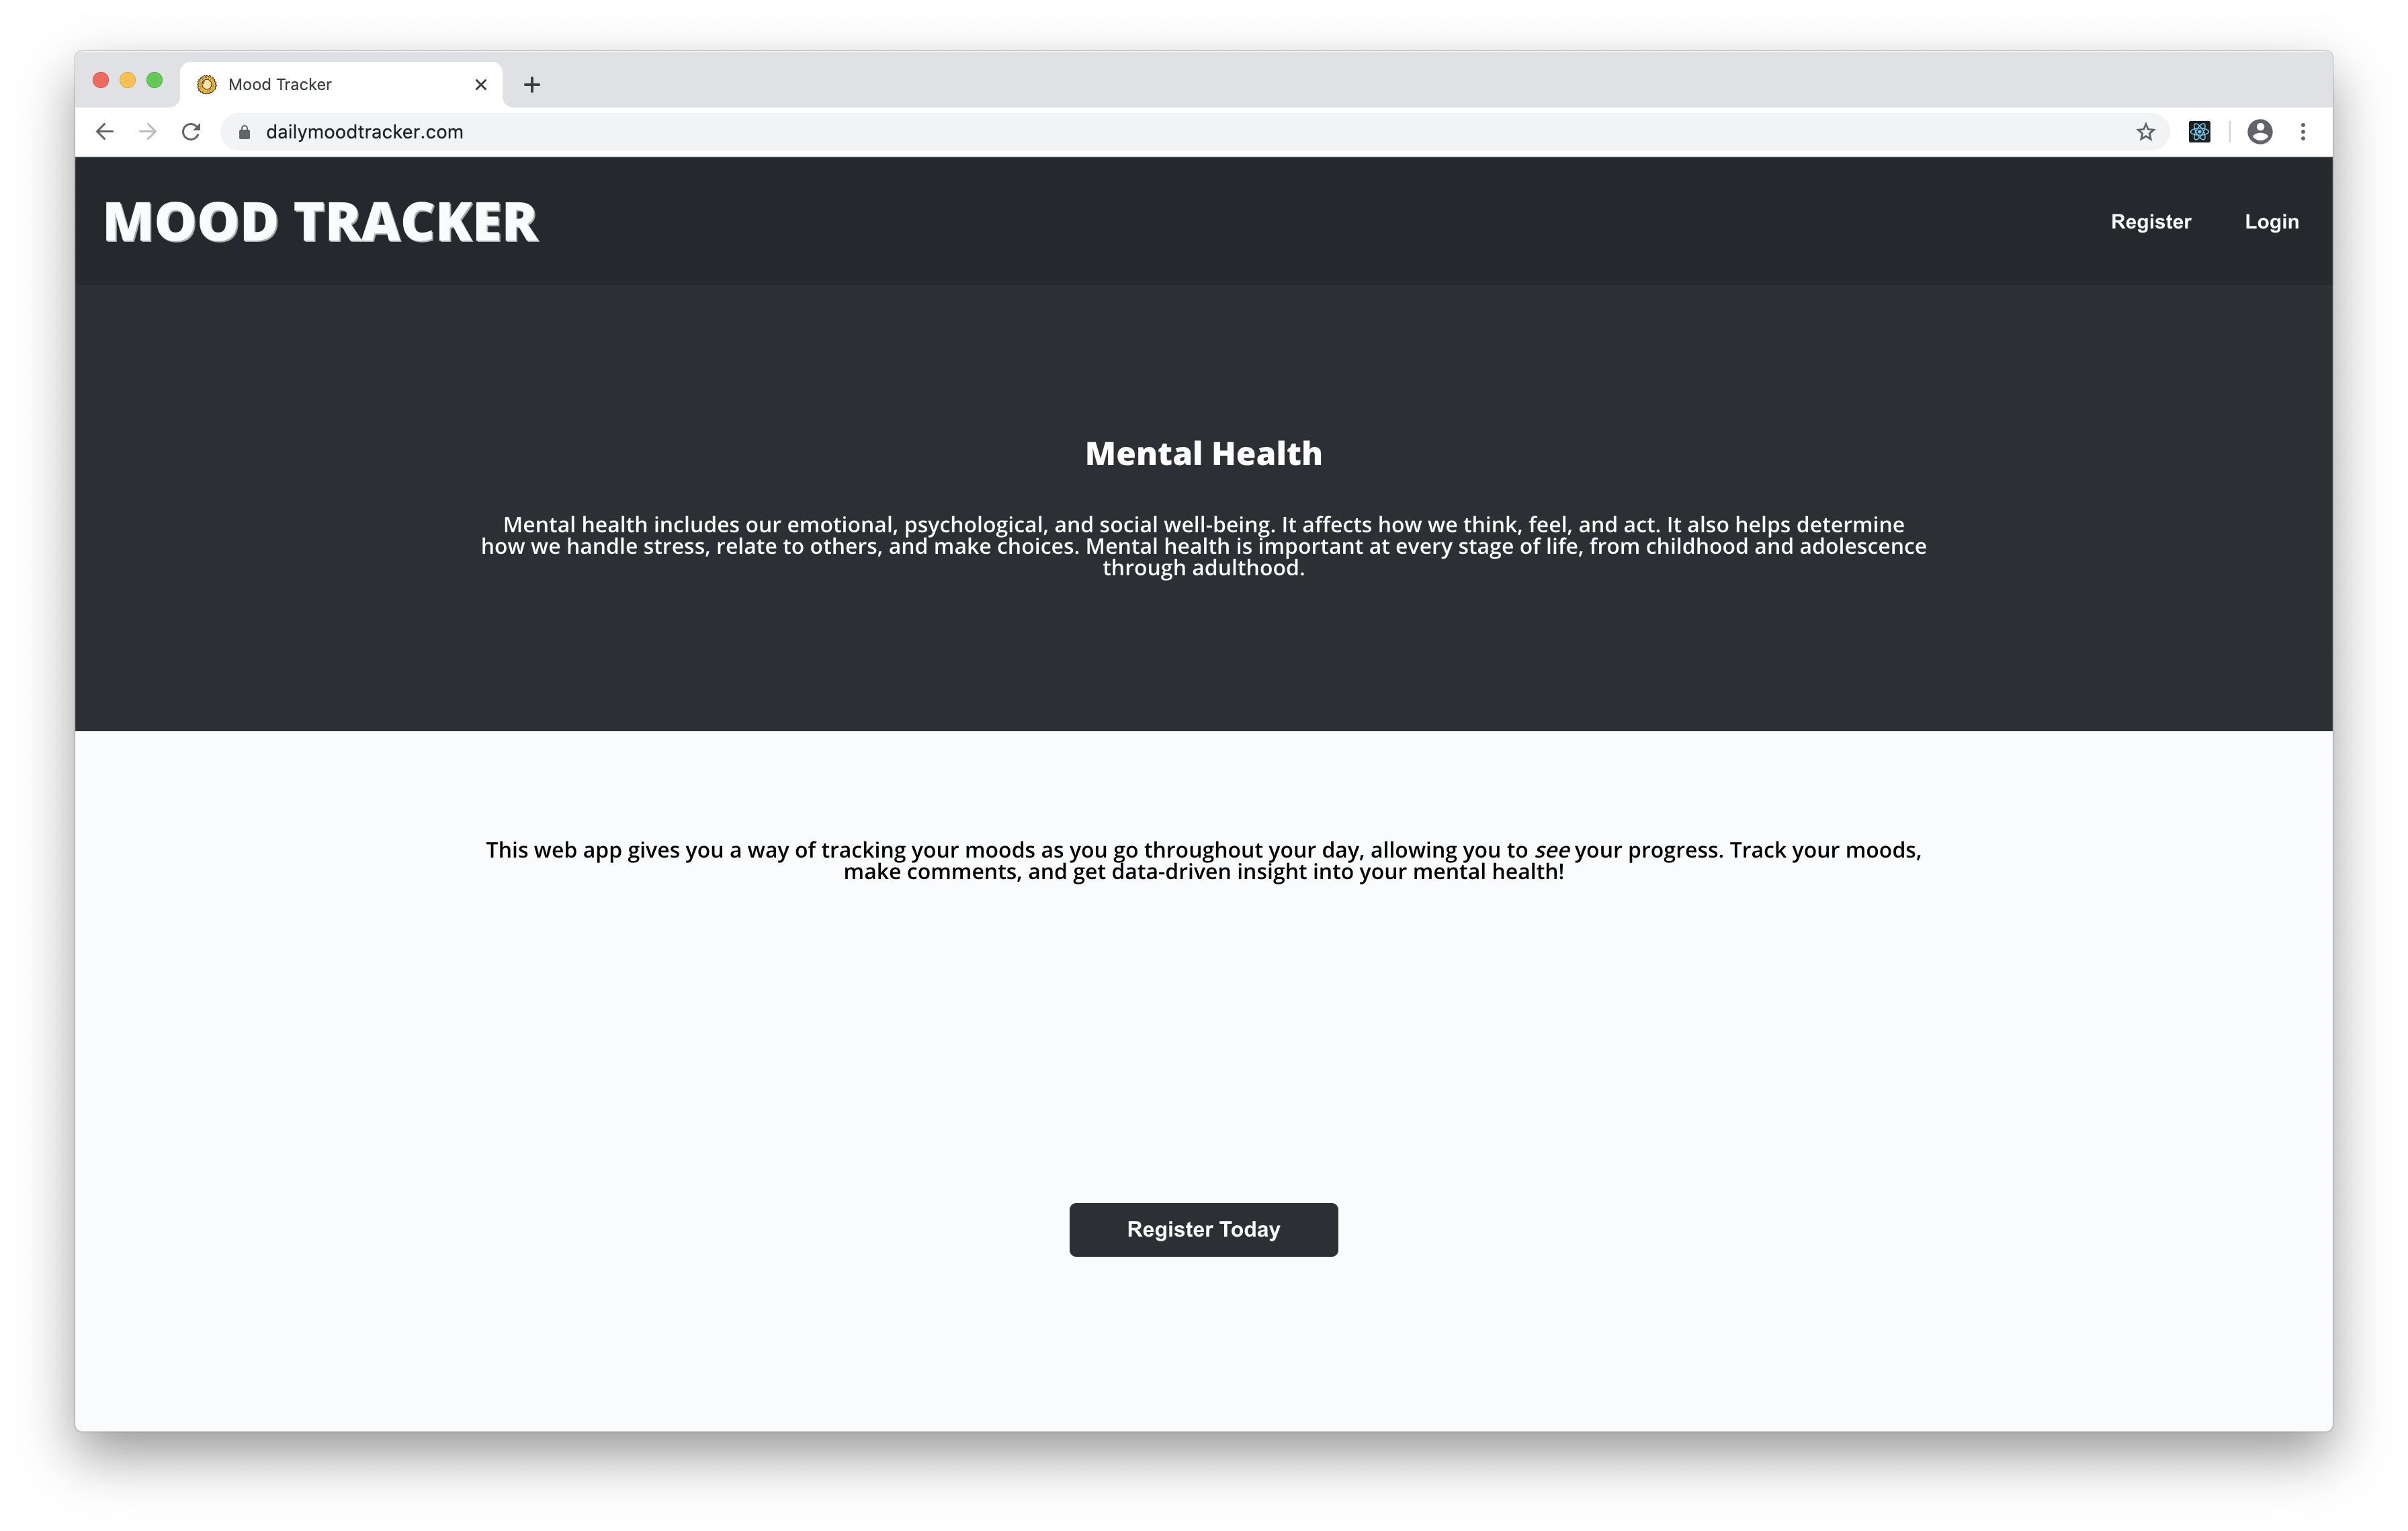 Mood Tracker
dailymoodtracker.com
MOOD TRACKER
Register
Login
Mental Health
Mental health includes our emotional, psychological, and social well-being. It affects how we think, feel, and act. It also helps determine
how we handle stress, relate to others, and make choices. Mental health is important at every stage of life, from childhood and adolescence
through adulthood.
This web app gives you a way of tracking your moods as you go throughout your day, allowing you to see your progress. Track your moods,
make comments, and get data-driven insight into your mental health!
Register Today